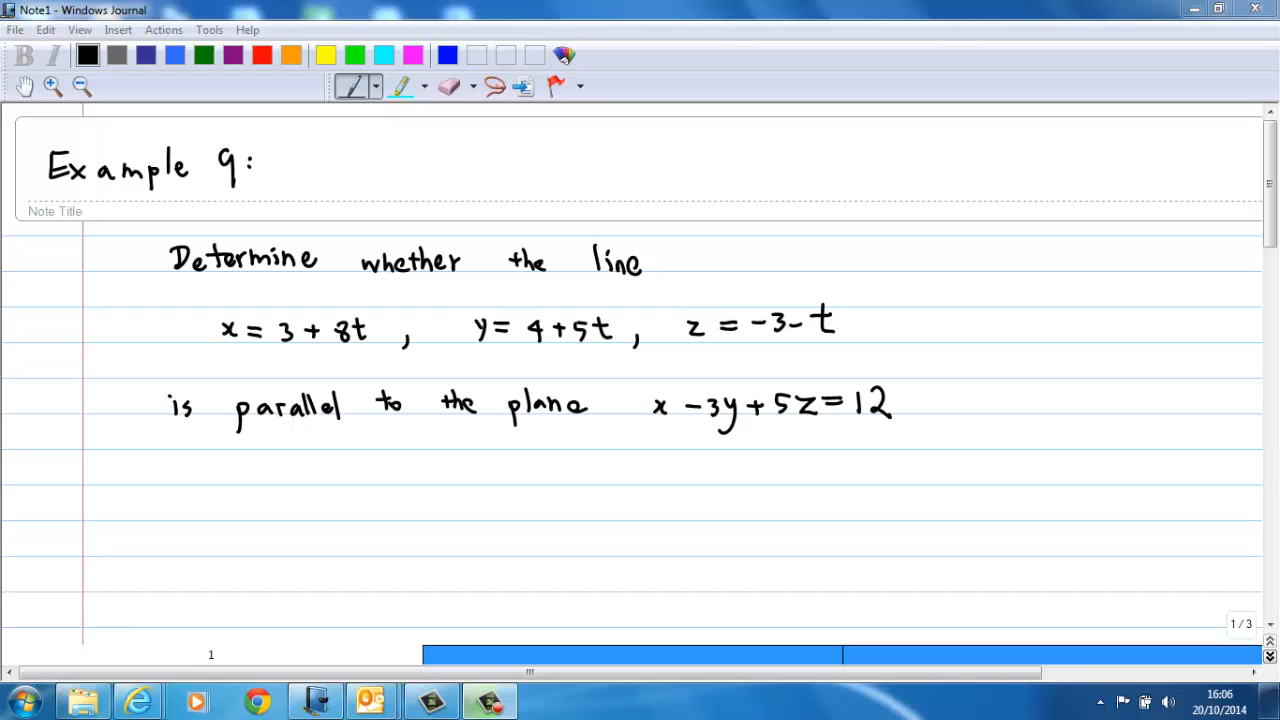 Note1 - Windows Journal
File Edit View Insert Actions Tools Help
B I
Example 9:
Note Title
Determine whether the line
x = 3 + 8t , y = 4 + 5t , z = -3 - t
is parallel to the plane x - 3y + 5z = 12
1 / 3
1
16:06
20/10/2014